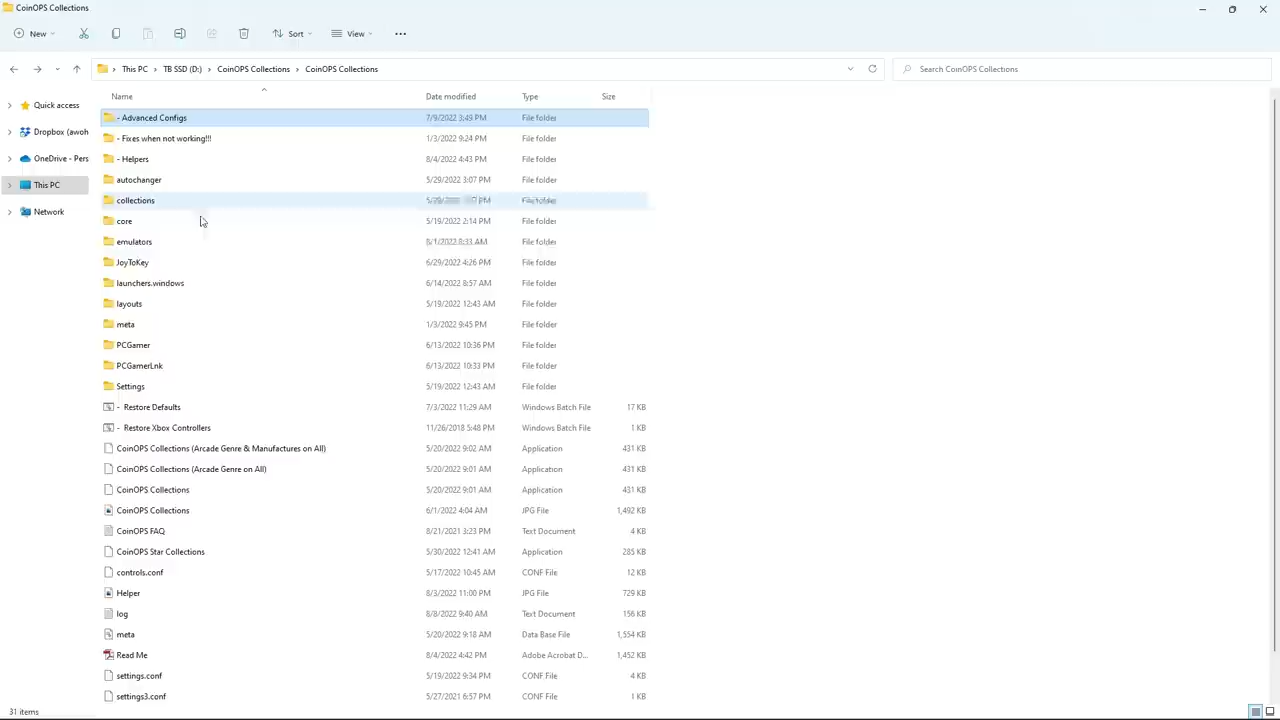 CoinOPS Collections
New
Sort
View
This PC
TB SSD (D:)
CoinOPS Collections
CoinOPS Collections
Search CoinOPS Collections
Name Date modified Type Size
Quick access
Dropbox (awoh
OneDrive - Pers
This PC
Network
- Advanced Configs 7/9/2022 3:49 PM File folder
- Fixes when not working!!! 1/3/2022 9:24 PM File folder
- Helpers 8/4/2022 4:43 PM File folder
autochanger 5/29/2022 3:07 PM File folder
collections PM File folder
core 5/19/2022 2:14 PM File folder
emulators 8/1/2022 8:33 AM File folder
JoyToKey 6/29/2022 4:26 PM File folder
launchers.windows 6/14/2022 8:57 AM File folder
layouts 5/19/2022 12:43 AM File folder
meta 1/3/2022 9:45 PM File folder
PCGamer 6/13/2022 10:36 PM File folder
PCGamerLnk 6/13/2022 10:33 PM File folder
Settings 5/19/2022 12:43 AM File folder
- Restore Defaults 7/3/2022 11:29 AM Windows Batch File 17 KB
- Restore Xbox Controllers 11/26/2018 5:48 PM Windows Batch File 1 KB
CoinOPS Collections (Arcade Genre & Manufactures on All) 5/20/2022 9:02 AM Application 431 KB
CoinOPS Collections (Arcade Genre on All) 5/20/2022 9:01 AM Application 431 KB
CoinOPS Collections 5/20/2022 9:01 AM Application 431 KB
CoinOPS Collections 6/1/2022 4:04 AM JPG File 1,492 KB
CoinOPS FAQ 8/21/2021 3:23 PM Text Document 4 KB
CoinOPS Star Collections 5/30/2022 12:41 AM Application 285 KB
controls.conf 5/17/2022 10:45 AM CONF File 12 KB
Helper 8/3/2022 11:00 PM JPG File 729 KB
log 8/8/2022 9:40 AM Text Document 156 KB
meta 5/20/2022 9:18 AM Data Base File 1,554 KB
Read Me 8/4/2022 4:42 PM Adobe Acrobat D... 1,452 KB
settings.conf 5/19/2022 9:34 PM CONF File 4 KB
settings3.conf 5/27/2021 6:57 PM CONF File 1 KB
31 items